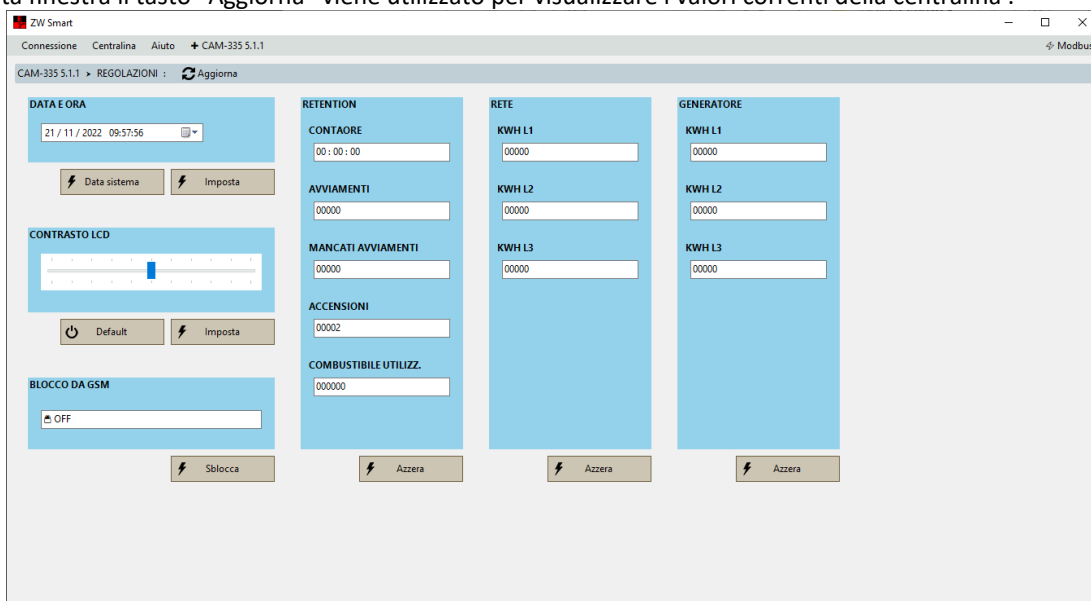 finestra il tasto "Aggiorna" viene utilizzato per visualizzare i valori correnti della centralina .
ZW Smart
Connessione Centralina Aiuto + CAM-335 5.1.1
Modbus
CAM-335 5.1.1 ➤ REGOLAZIONI : Aggiorna
DATA E ORA
21 / 11 / 2022 09:57:56
Data sistema
Imposta
CONTRASTO LCD
Default
Imposta
BLOCCO DA GSM
OFF
Sblocca
RETENTION
CONTAORE
00 : 00 : 00
AVVIAMENTI
00000
MANCATI AVVIAMENTI
00000
ACCENSIONI
00002
COMBUSTIBILE UTILIZZ.
000000
Azzera
RETE
KWH L1
00000
KWH L2
00000
KWH L3
00000
Azzera
GENERATORE
KWH L1
00000
KWH L2
00000
KWH L3
00000
Azzera